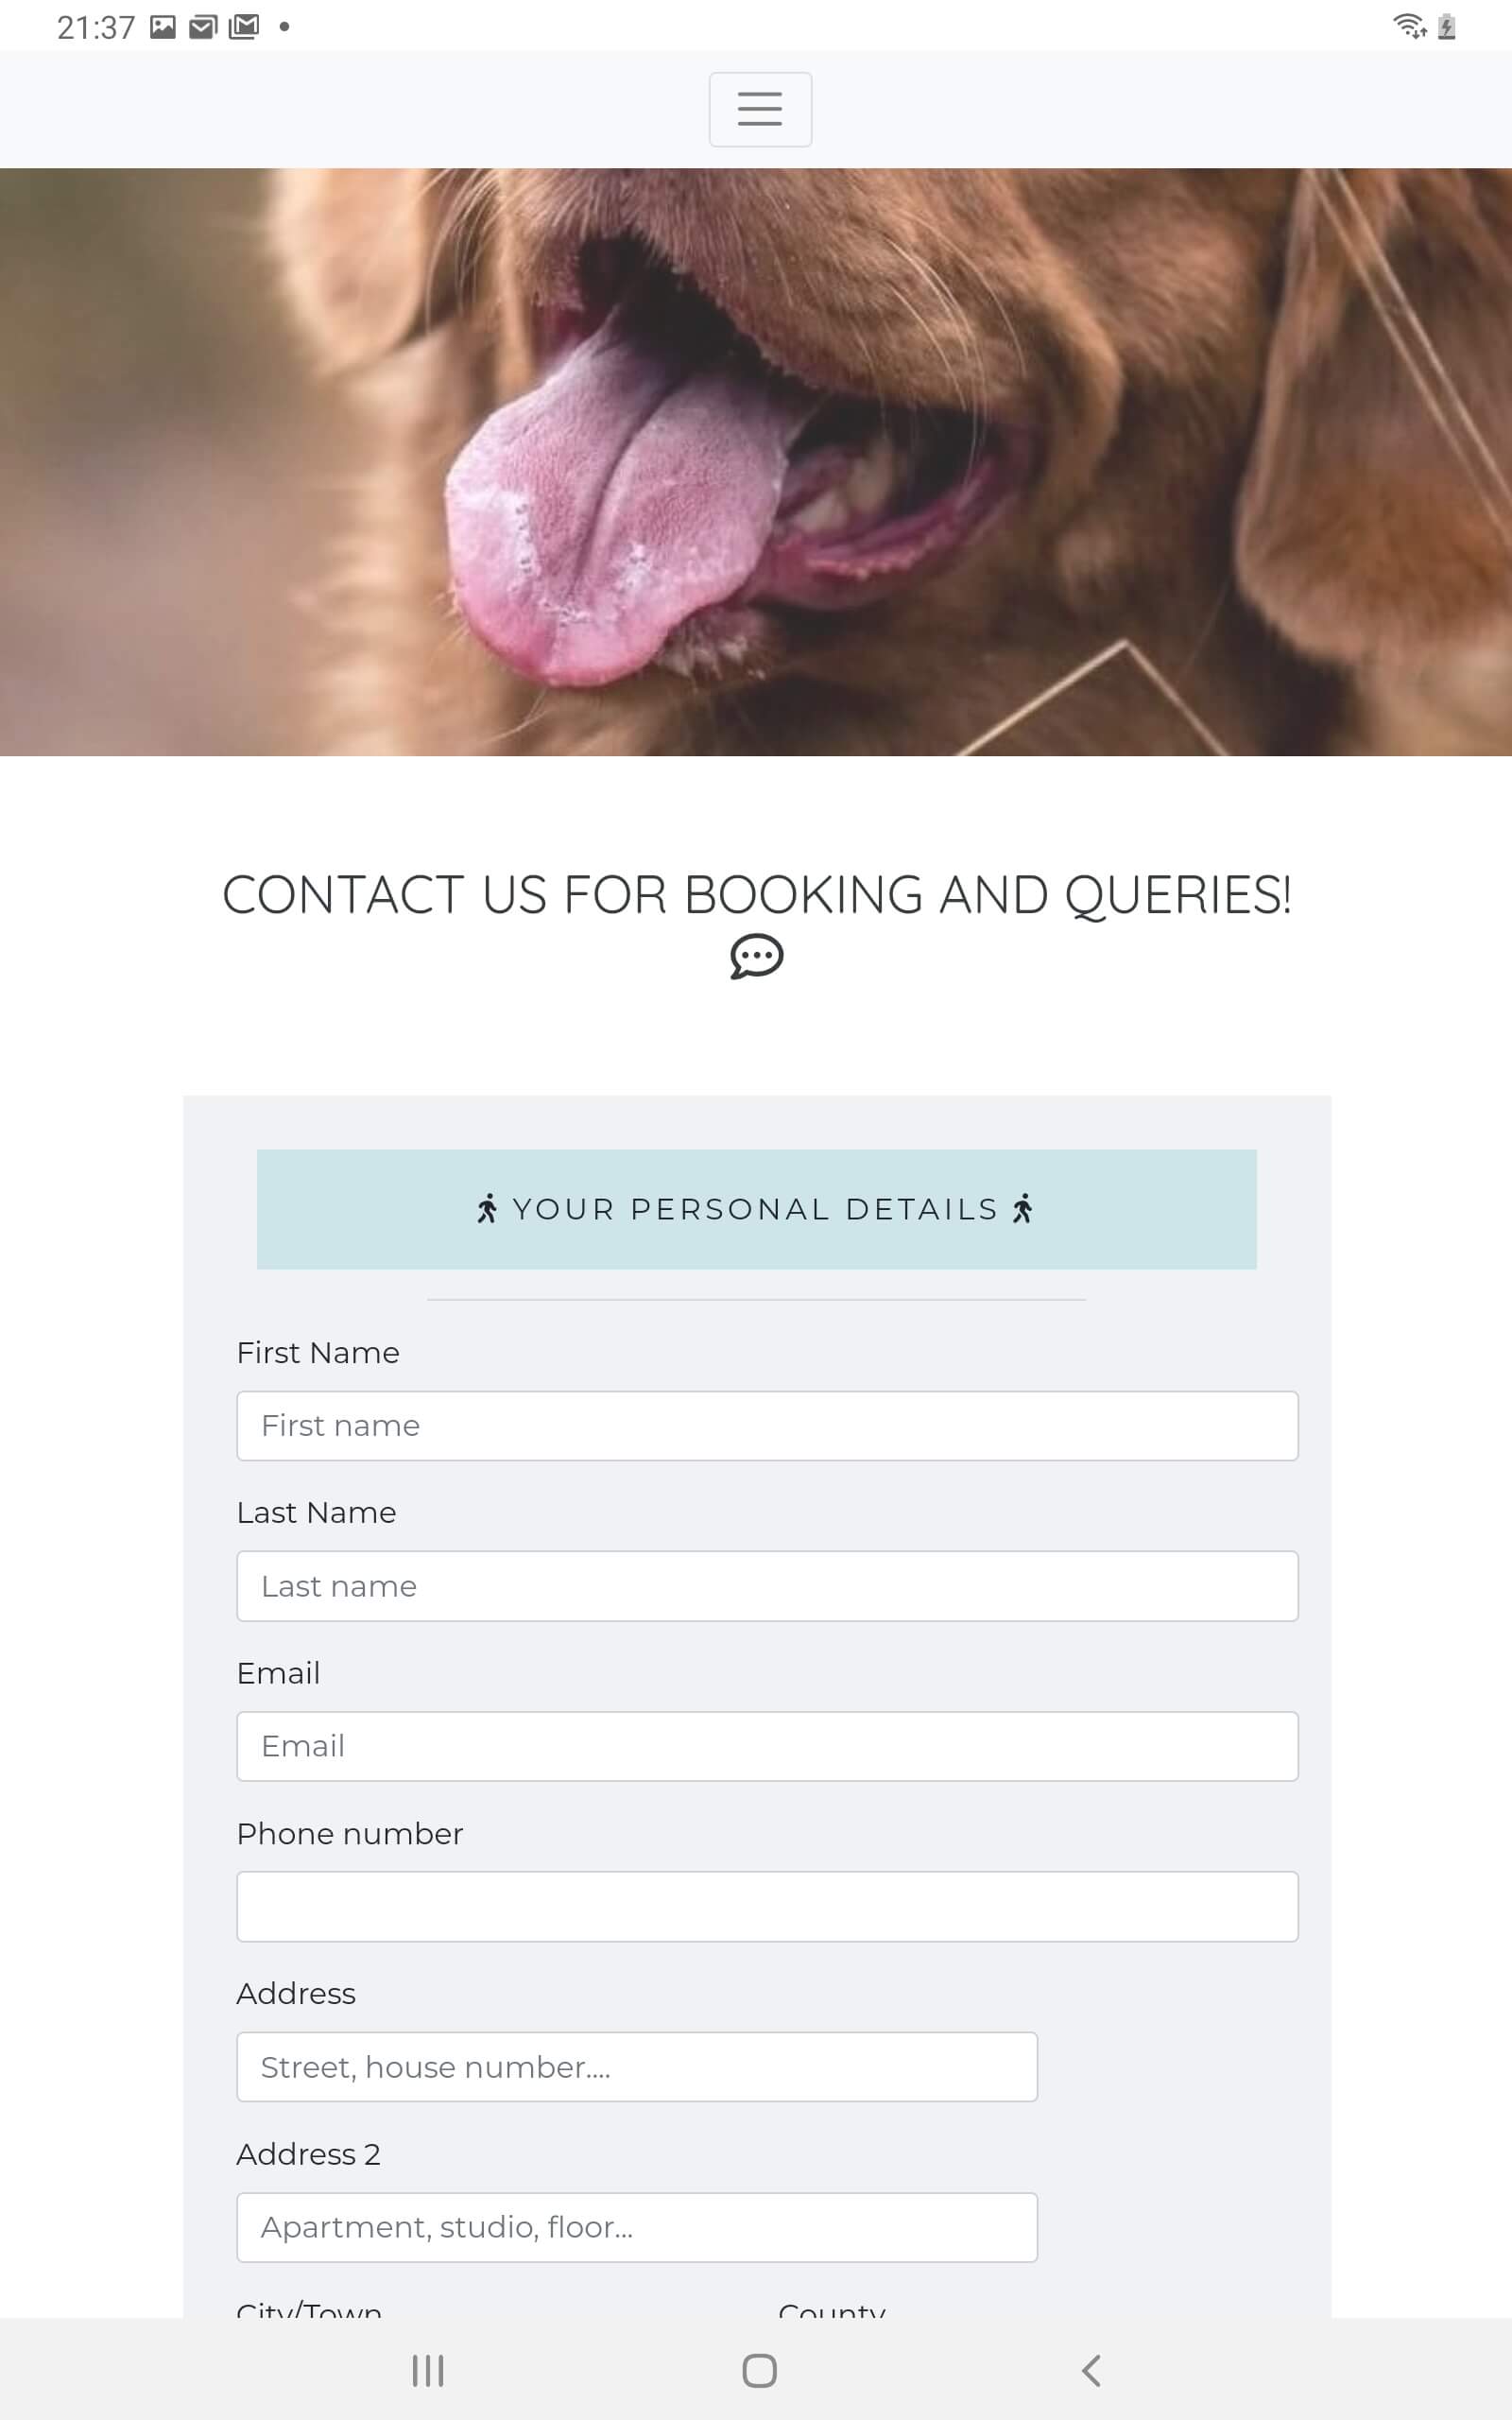 21:37
CONTACT US FOR BOOKING AND QUERIES!
YOUR PERSONAL DETAILS
First Name
First name
Last Name
Last name
Email
Email
Phone number
Address
Street, house number....
Address 2
Apartment, studio, floor...
City/Town County